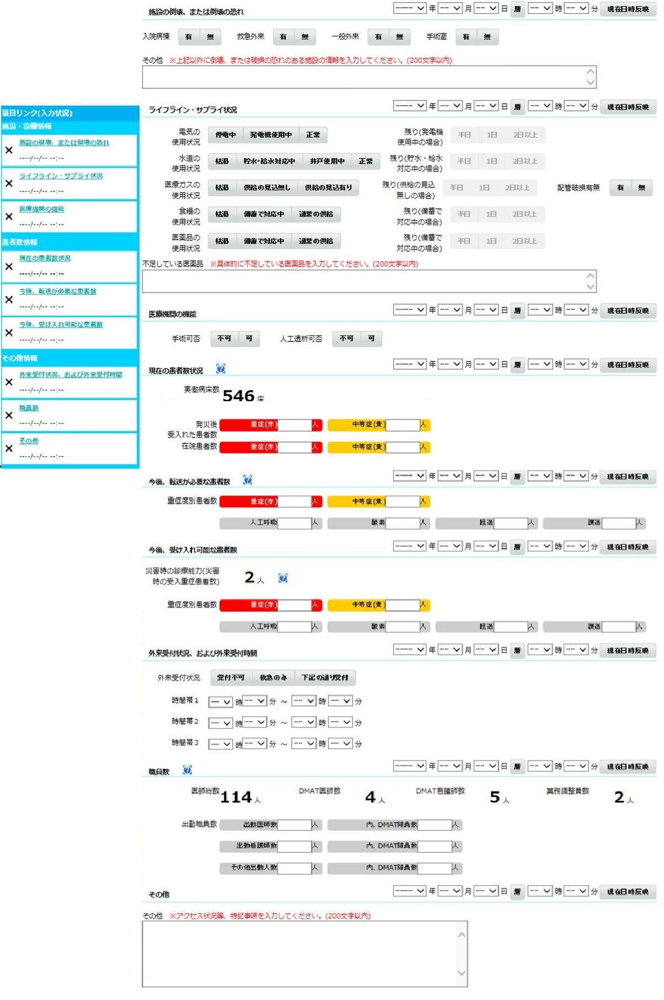 施設の倒壊、または倒壊の恐れ ---- 年 -- 月 -- 日 暦 -- 時 -- 分 現在日時反映
入院病棟 有 無 救急外来 有 無 一般外来 有 無 手術室 有 無
その他 ※上記以外に倒壊、または破損の恐れのある施設の情報を入力してください。(200文字以内)
項目リンク(入力状況)
施設・設備情報
× 施設の倒壊、または倒壊の恐れ
----/--/-- --:--
× ライフライン・サプライ状況
----/--/-- --:--
× 医療機関の機能
----/--/-- --:--
患者数情報
× 現在の患者数状況
----/--/-- --:--
× 今後、転送が必要な患者数
----/--/-- --:--
× 今後、受け入れ可能な患者数
----/--/-- --:--
その他情報
× 外来受付状況、および外来受付時間
----/--/-- --:--
× 職員数
----/--/-- --:--
× その他
----/--/-- --:--
ライフライン・サプライ状況 ---- 年 -- 月 -- 日 暦 -- 時 -- 分 現在日時反映
電気の
使用状況 停電中 発電機使用中 正常 残り(発電機
使用中の場合) 半日 1日 2日以上
水道の
使用状況 枯渇 貯水・給水対応中 井戸使用中 正常 残り(貯水・給水
対応中の場合) 半日 1日 2日以上
医療ガスの
使用状況 枯渇 供給の見込無し 供給の見込有り 残り(供給の見込
無しの場合) 半日 1日 2日以上 配管破損有無 有 無
食糧の
使用状況 枯渇 備蓄で対応中 通常の供給 残り(備蓄で
対応中の場合) 半日 1日 2日以上
医薬品の
使用状況 枯渇 備蓄で対応中 通常の供給 残り(備蓄で
対応中の場合) 半日 1日 2日以上
不足している医薬品 ※具体的に不足している医薬品を入力してください。(200文字以内)
医療機関の機能 ---- 年 -- 月 -- 日 暦 -- 時 -- 分 現在日時反映
手術可否 不可 可 人工透析可否 不可 可
現在の患者数状況 ? ---- 年 -- 月 -- 日 暦 -- 時 -- 分 現在日時反映
実働病床数 546 床
発災後
受入れた患者数 重症(赤) 人 中等症(黄) 人
在院患者数 重症(赤) 人 中等症(黄) 人
今後、転送が必要な患者数 ? ---- 年 -- 月 -- 日 暦 -- 時 -- 分 現在日時反映
重症度別患者数 重症(赤) 人 中等症(黄) 人
人工呼吸 人 酸素 人 担送 人 護送 人
今後、受け入れ可能な患者数 ---- 年 -- 月 -- 日 暦 -- 時 -- 分 現在日時反映
災害時の診療能力(災害
時の受入重症患者数) 2 人 ?
重症度別患者数 重症(赤) 人 中等症(黄) 人
人工呼吸 人 酸素 人 担送 人 護送 人
外来受付状況、および外来受付時間 ---- 年 -- 月 -- 日 暦 -- 時 -- 分 現在日時反映
外来受付状況 受付不可 救急のみ 下記の通り受付
時間帯1 -- 時 -- 分 ～ -- 時 -- 分
時間帯2 -- 時 -- 分 ～ -- 時 -- 分
時間帯3 -- 時 -- 分 ～ -- 時 -- 分
職員数 ? ---- 年 -- 月 -- 日 暦 -- 時 -- 分 現在日時反映
医師総数 114 人 DMAT医師数 4 人 DMAT看護師数 5 人 業務調整員数 2 人
出勤職員数 出勤医師数 人 内、DMAT隊員数 人
出勤看護師数 人 内、DMAT隊員数 人
その他出勤人数 人 内、DMAT隊員数 人
その他 ---- 年 -- 月 -- 日 暦 -- 時 -- 分 現在日時反映
その他 ※アクセス状況等、特記事項を入力してください。(200文字以内)